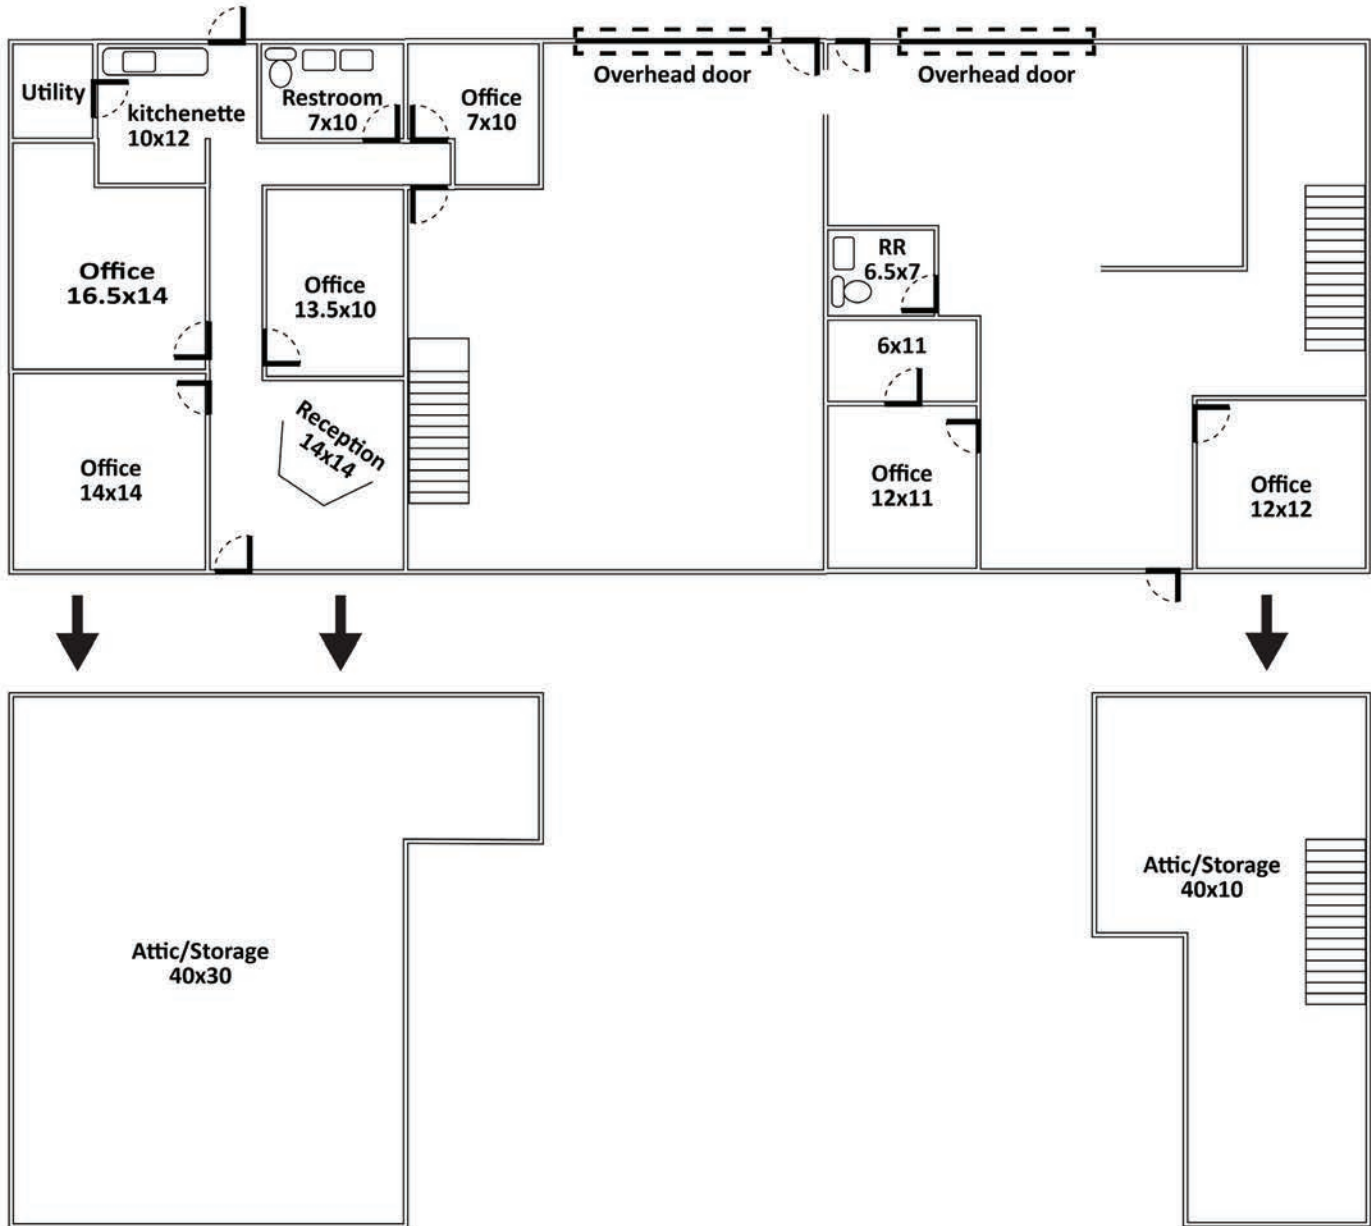 Overhead door
Overhead door
Utility
kitchenette
10x12
Restroom
7x10
Office
7x10
RR
6.5x7
Office
16.5x14
Office
13.5x10
6x11
Reception
14x14
Office
14x14
Office
12x11
Office
12x12
Attic/Storage
40x10
Attic/Storage
40x30